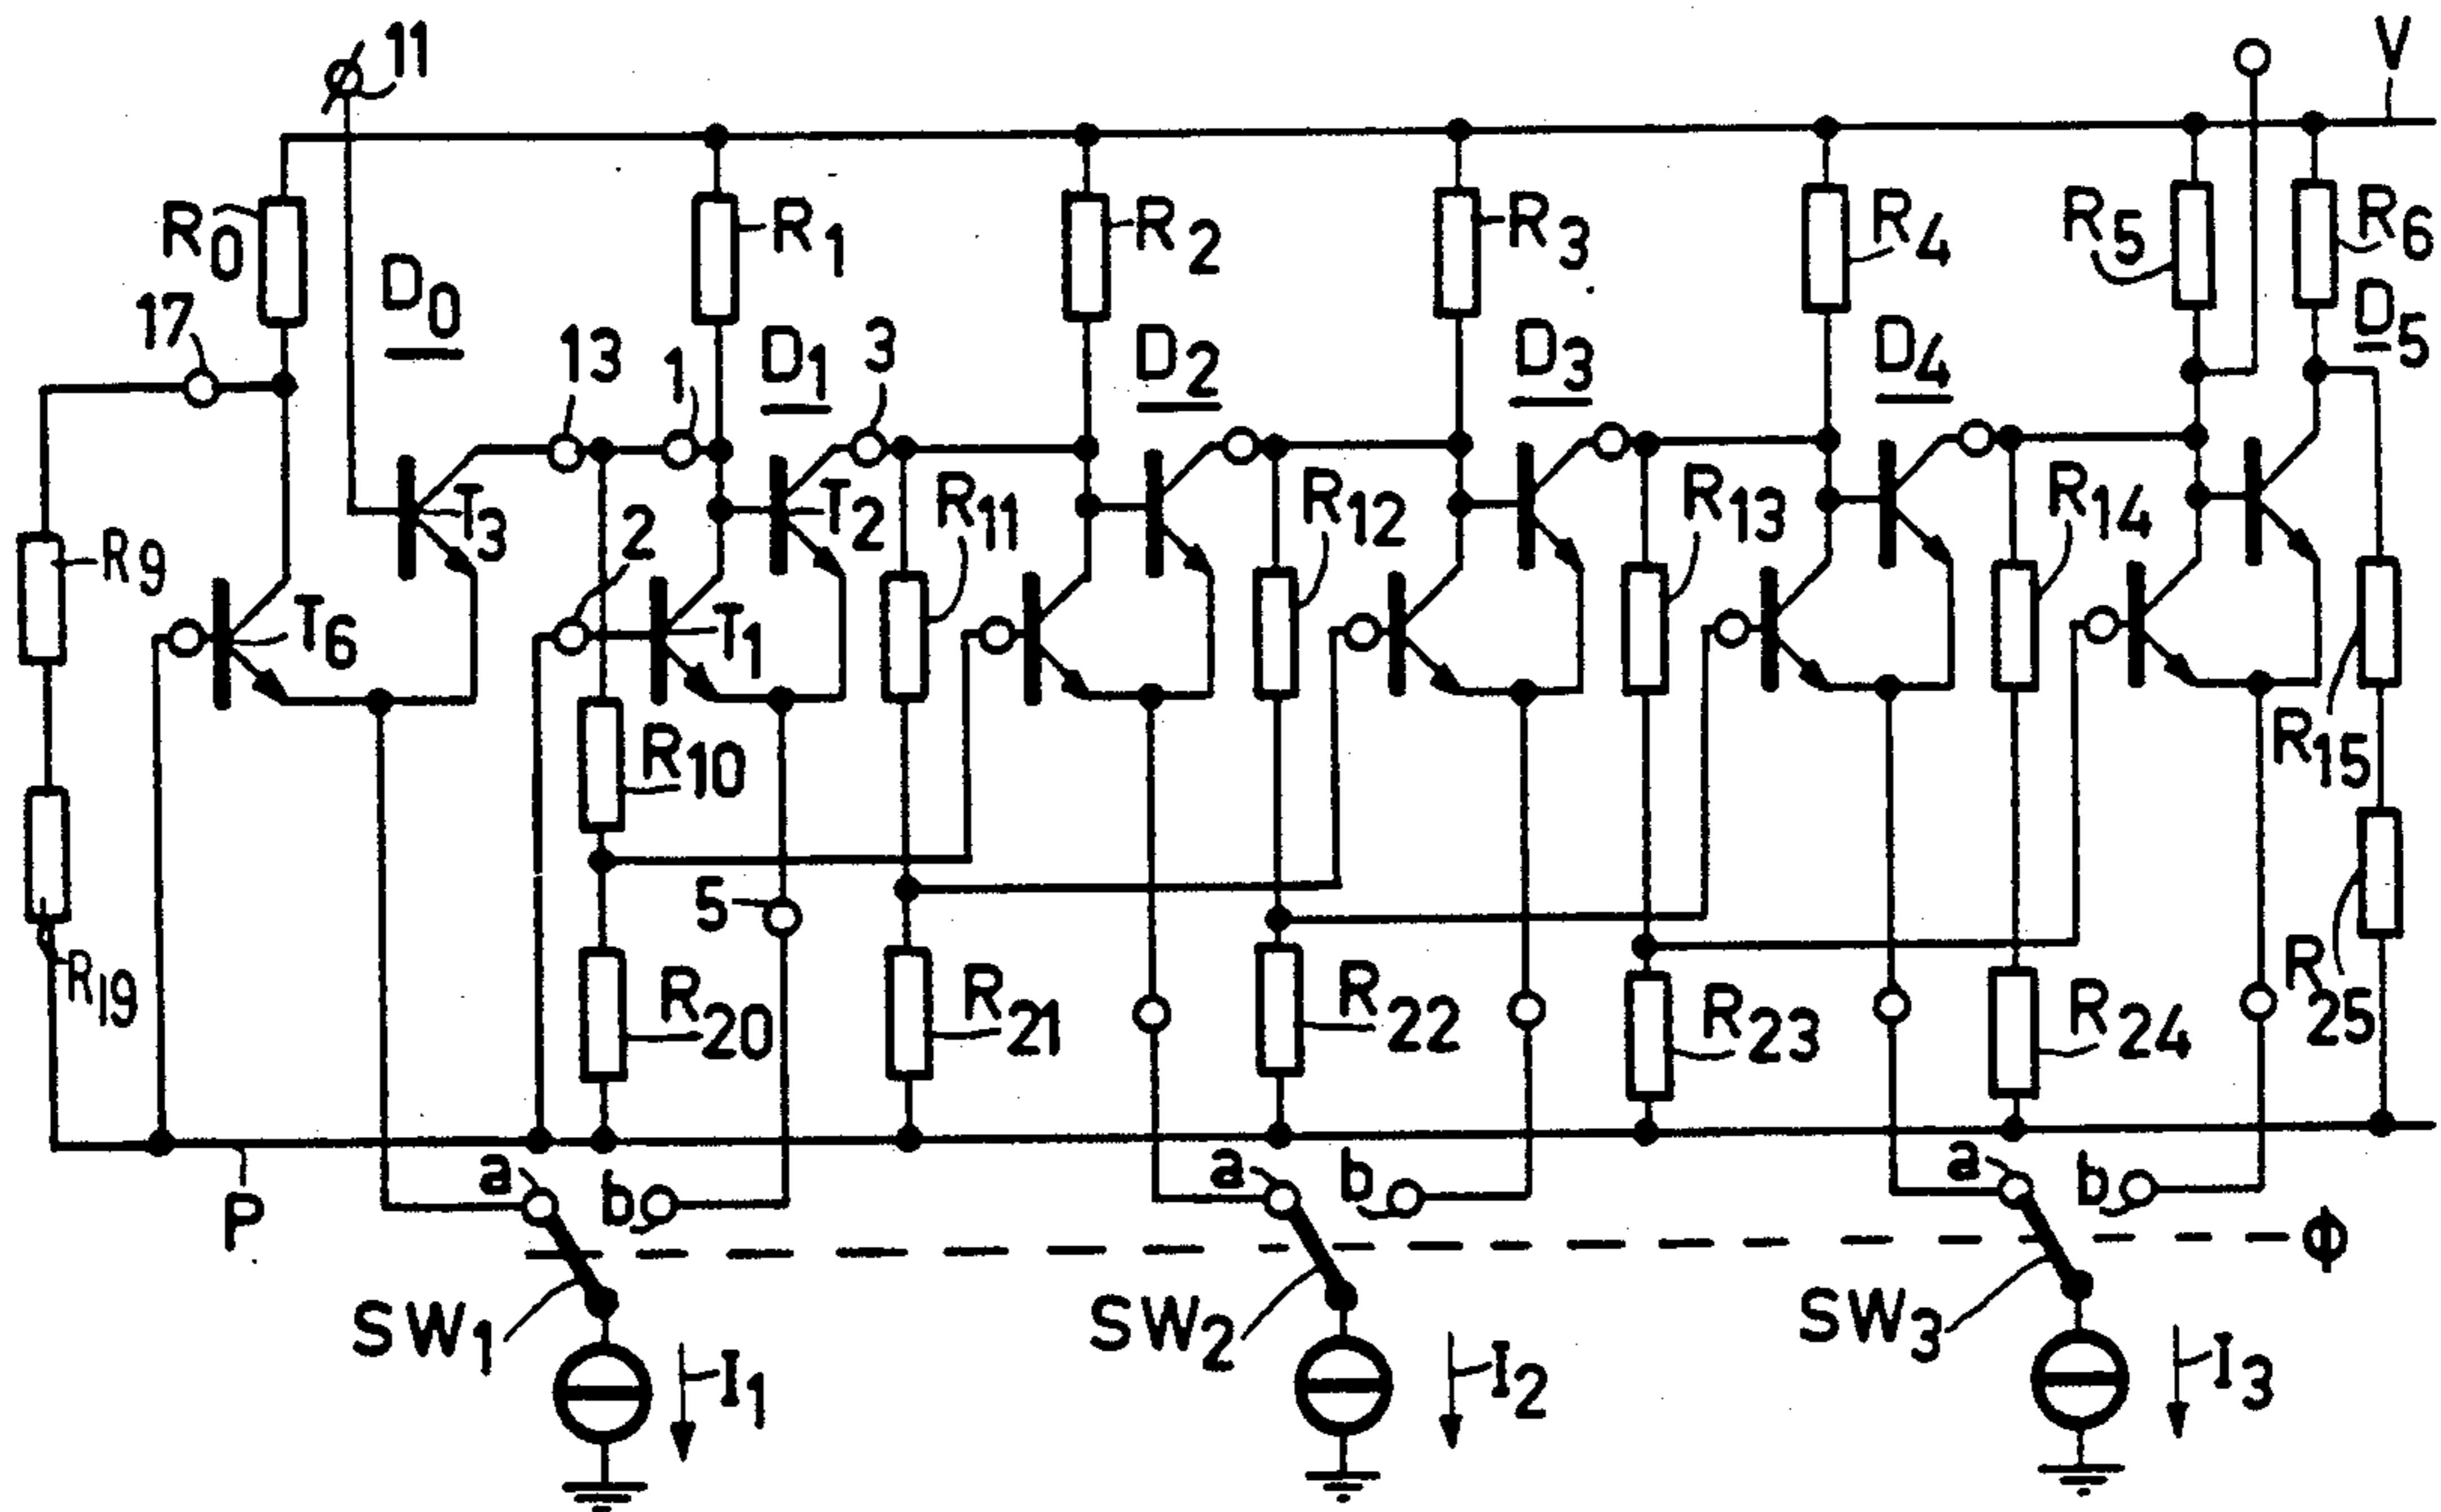 11
V
R0
D0
R1
R2
R3
R4
R5
R6
17
13
1
D1
3
D2
D3
D4
D5
R9
T3
2
T2
R11
R12
R13
R14
T6
T1
R10
R15
5
R19
R20
R21
R22
R23
R24
R25
P
a
b
a
b
a
b
Φ
SW1
I1
SW2
I2
SW3
I3